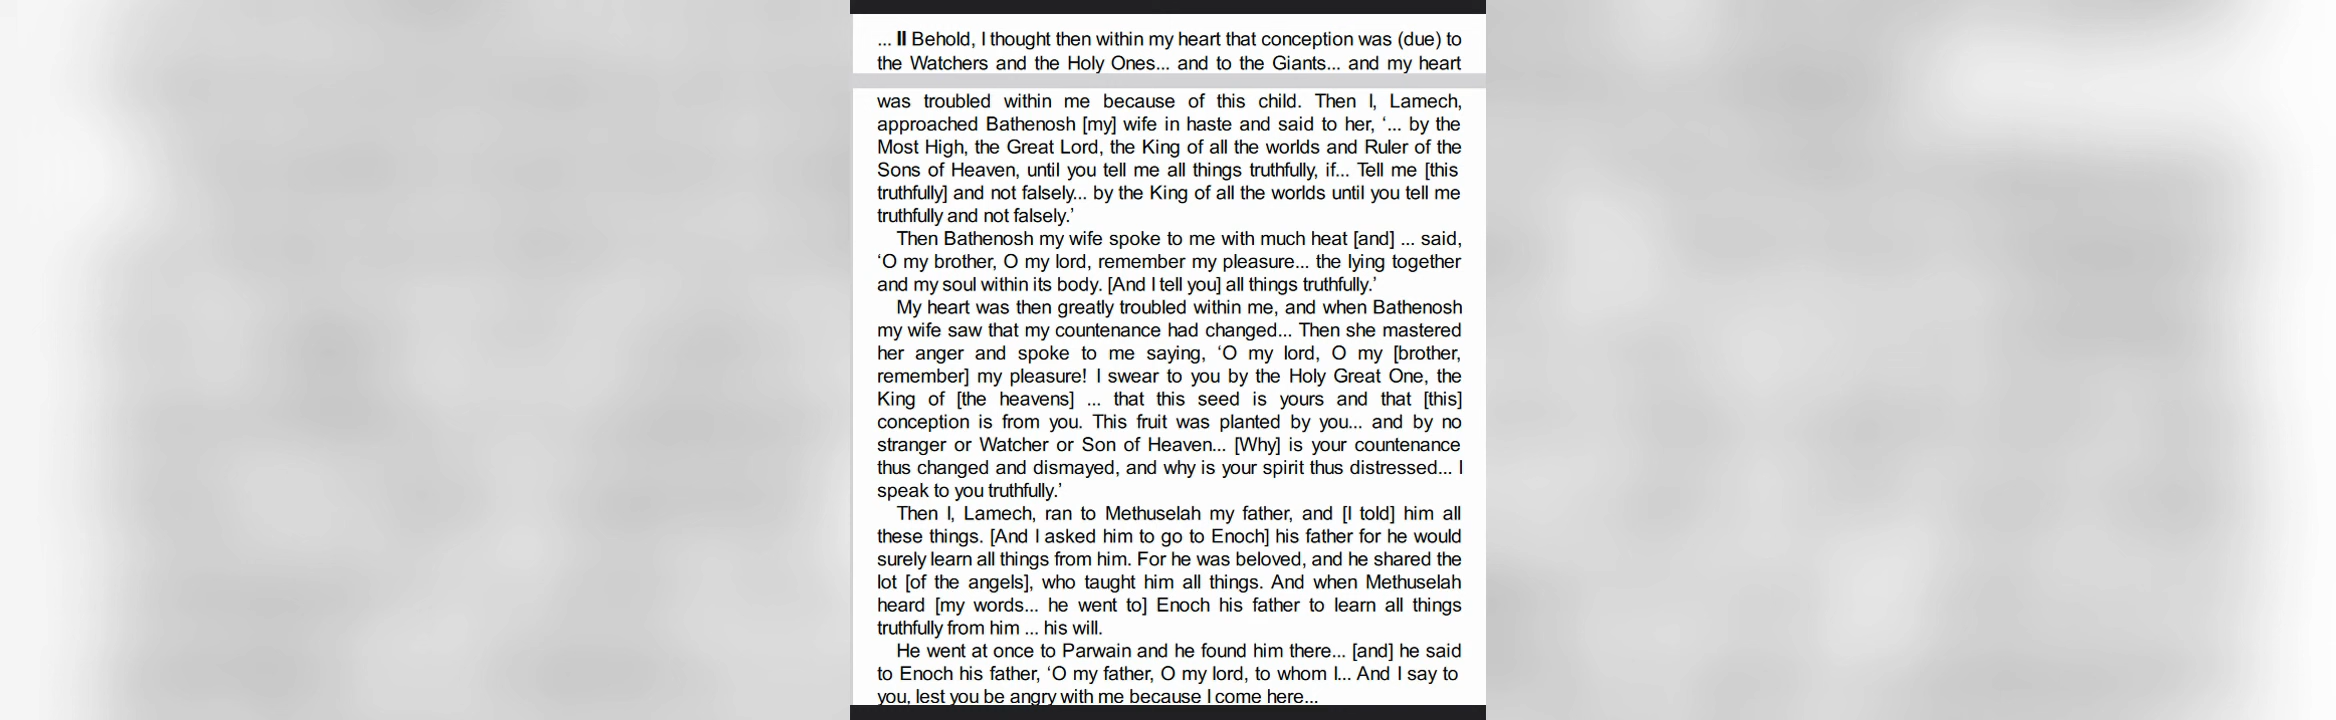 ... II Behold, I thought then within my heart that conception was (due) to
the Watchers and the Holy Ones... and to the Giants... and my heart
was troubled within me because of this child. Then I, Lamech,
approached Bathenosh [my] wife in haste and said to her, ‘... by the
Most High, the Great Lord, the King of all the worlds and Ruler of the
Sons of Heaven, until you tell me all things truthfully, if... Tell me [this
truthfully] and not falsely... by the King of all the worlds until you tell me
truthfully and not falsely.’
Then Bathenosh my wife spoke to me with much heat [and] ... said,
‘O my brother, O my lord, remember my pleasure... the lying together
and my soul within its body. [And I tell you] all things truthfully.’
My heart was then greatly troubled within me, and when Bathenosh
my wife saw that my countenance had changed... Then she mastered
her anger and spoke to me saying, ‘O my lord, O my [brother,
remember] my pleasure! I swear to you by the Holy Great One, the
King of [the heavens] ... that this seed is yours and that [this]
conception is from you. This fruit was planted by you... and by no
stranger or Watcher or Son of Heaven... [Why] is your countenance
thus changed and dismayed, and why is your spirit thus distressed... I
speak to you truthfully.’
Then I, Lamech, ran to Methuselah my father, and [I told] him all
these things. [And I asked him to go to Enoch] his father for he would
surely learn all things from him. For he was beloved, and he shared the
lot [of the angels], who taught him all things. And when Methuselah
heard [my words... he went to] Enoch his father to learn all things
truthfully from him ... his will.
He went at once to Parwain and he found him there... [and] he said
to Enoch his father, ‘O my father, O my lord, to whom I... And I say to
you, lest you be angry with me because I come here...